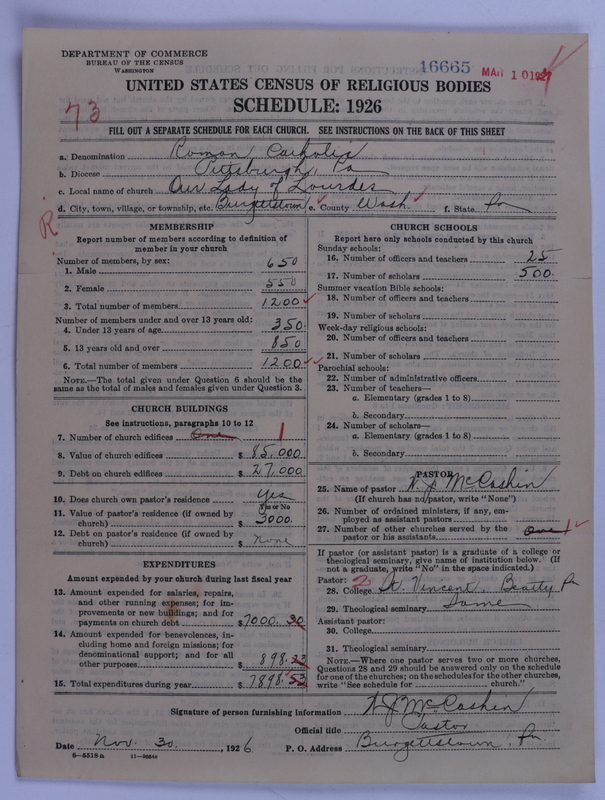 DEPARTMENT OF COMMERCE
BUREAU OF THE CENSUS
WASHINGTON
16665
MAR 10 1927
UNITED STATES CENSUS OF RELIGIOUS BODIES
SCHEDULE: 1926
73
FILL OUT A SEPARATE SCHEDULE FOR EACH CHURCH. SEE INSTRUCTIONS ON THE BACK OF THIS SHEET
a. Denomination Roman Catholic
b. Diocese Pittsburgh, Pa
c. Local name of church Our Lady of Lourdes
d. City, town, village, or township, etc. Burgettstown e. County Wash f. State Pa
R
MEMBERSHIP
Report number of members according to definition of
member in your church
Number of members, by sex:
1. Male 650
2. Female 550
3. Total number of members 1200
Number of members under and over 13 years old:
4. Under 13 years of age 350
5. 13 years old and over 850
6. Total number of members 1200
NOTE.—The total given under Question 6 should be
same as the total of males and females given under Question 3.
CHURCH BUILDINGS
See instructions, paragraphs 10 to 12
7. Number of church edifices One 1
8. Value of church edifices $ 85,000
9. Debt on church edifices $ 27,000
10. Does church own pastor's residence Yes
Yes or No
11. Value of pastor's residence (if owned by
church) $ 3000.
12. Debt on pastor's residence (if owned by
church) $ None
EXPENDITURES
Amount expended by your church during last fiscal year
13. Amount expended for salaries, repairs,
and other running expenses; for im-
provements or new buildings; and for
payments on church debt $ 7000.30
14. Amount expended for benevolences, in-
cluding home and foreign missions; for
denominational support; and for all
other purposes $ 898.23
15. Total expenditures during year $ 7898.53
CHURCH SCHOOLS
Report here only schools conducted by this church
Sunday schools:
16. Number of officers and teachers 25
17. Number of scholars 500
Summer vacation Bible schools:
18. Number of officers and teachers
19. Number of scholars
Week-day religious schools:
20. Number of officers and teachers
21. Number of scholars
Parochial schools:
22. Number of administrative officers
23. Number of teachers—
a. Elementary (grades 1 to 8)
b. Secondary
24. Number of scholars—
a. Elementary (grades 1 to 8)
b. Secondary
PASTOR
25. Name of pastor McCashin
(If church has no pastor, write "None")
26. Number of ordained ministers, if any, em-
ployed as assistant pastors
27. Number of other churches served by the
pastor or his assistants One 1
If pastor (or assistant pastor) is a graduate of a college or
theological seminary, give name of institution below. (If
not a graduate, write "No" in the space indicated.)
Pastor: 2
28. College St. Vincent, Beatty Pa
29. Theological seminary Same
Assistant pastor:
30. College
31. Theological seminary
NOTE.—Where one pastor serves two or more churches,
Questions 28 and 29 should be answered only on the schedule
for one of the churches; on the schedules for the other churches,
write "See schedule for church."
Signature of person furnishing information McCashin
Official title Pastor
Date Nov. 30, 1926 P. O. Address Burgettstown, Pa.
6—5518a 11—9664